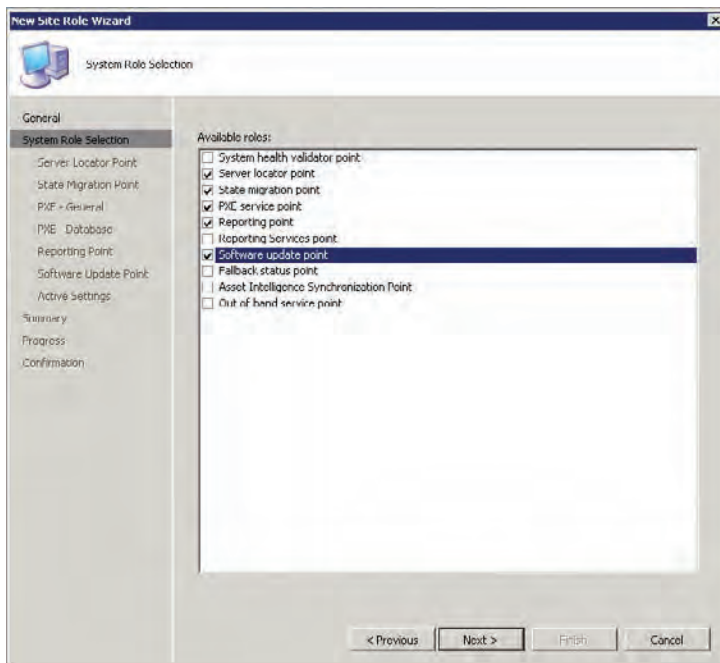 New Site Role Wizard
System Role Selection
General
System Role Selection
Server Locator Point
State Migration Point
PXE - General
PXE Database
Reporting Point
Software Update Point
Active Settings
Summary
Progress
Confirmation
Available roles:
System health validator point
Server locator point
State migration point
PXE service point
Reporting point
Reporting Services point
Software update point
Fallback status point
Asset Intelligence Synchronization Point
Out of band service point
< Previous
Next >
Finish
Cancel